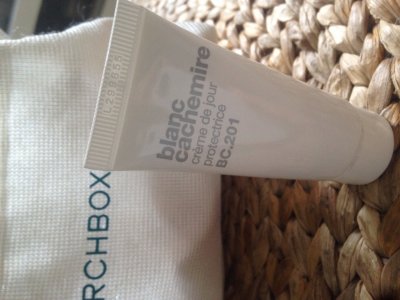 blanc
cachemire
crème de jour
protectrice
BC.201
RCHBOX